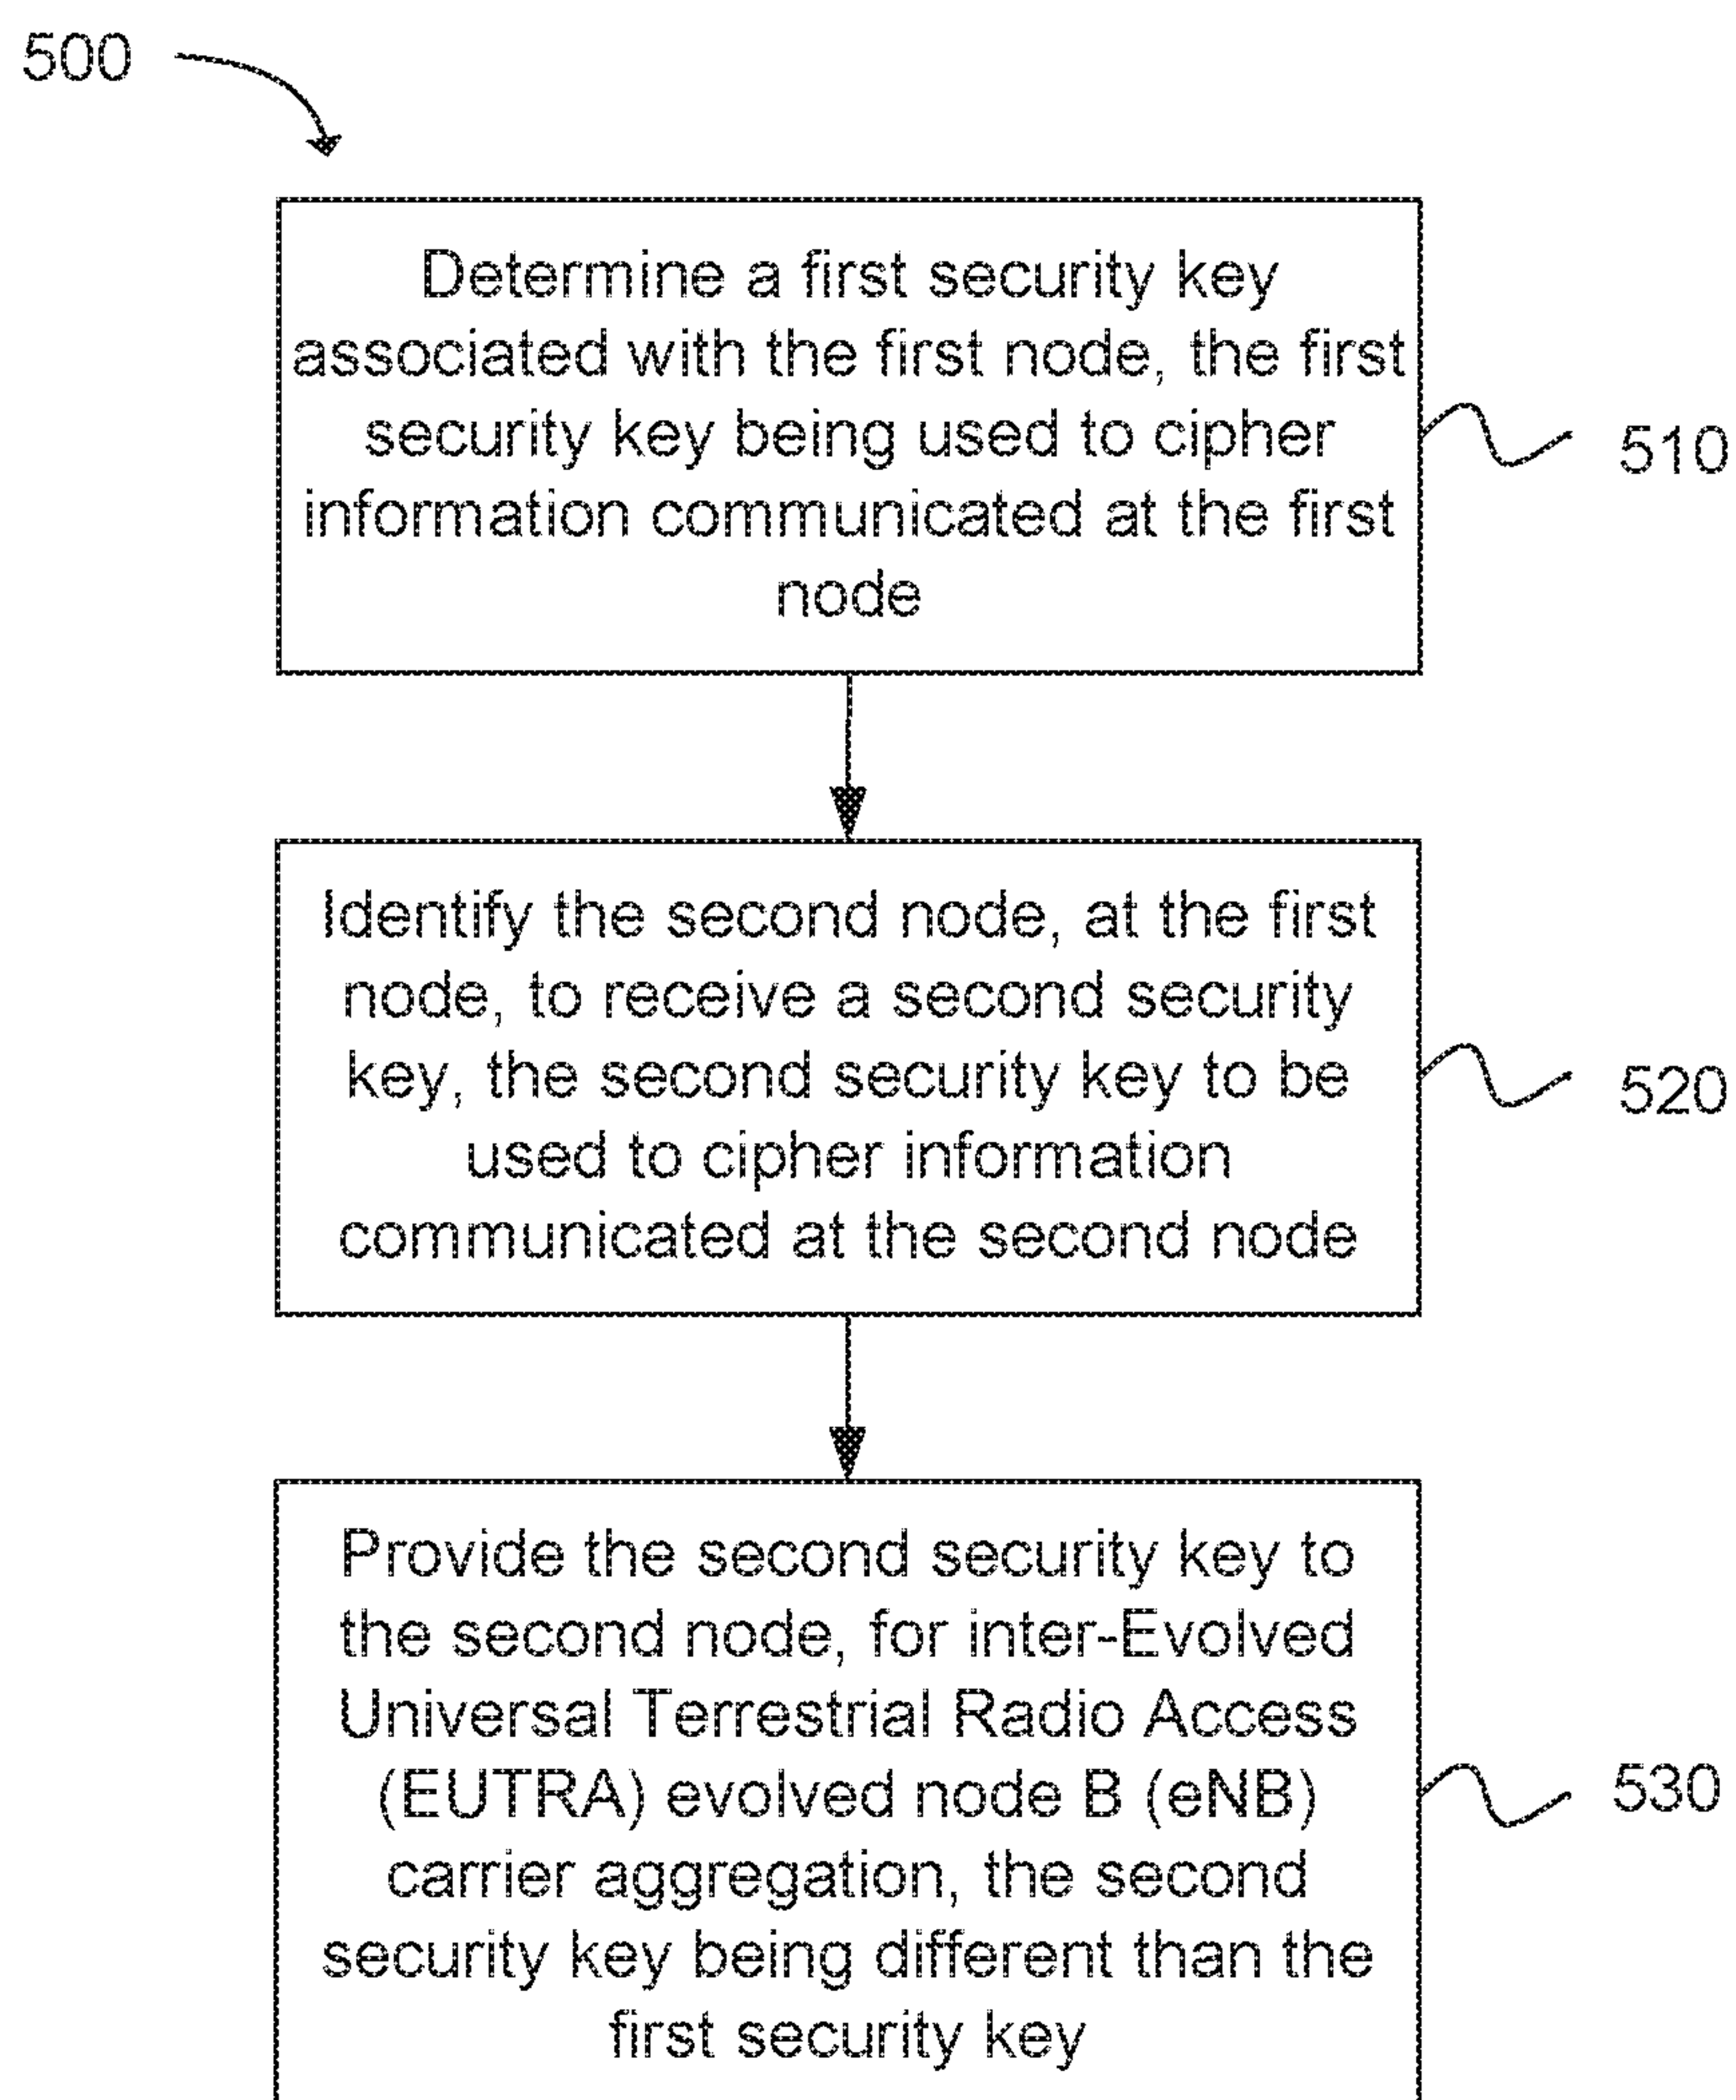 500
Determine a first security key
associated with the first node, the first
security key being used to cipher
information communicated at the first
node
510
Identify the second node, at the first
node, to receive a second security
key, the second security key to be
used to cipher information
communicated at the second node
520
Provide the second security key to
the second node, for inter-Evolved
Universal Terrestrial Radio Access
(EUTRA) evolved node B (eNB)
carrier aggregation, the second
security key being different than the
first security key
530